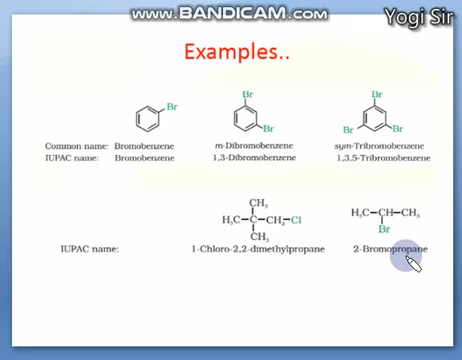 www.BANDICAM.com
Yogi Sir
Examples..
Br
Br
Br
Br
Br
Br
Common name: Bromobenzene m-Dibromobenzene sym-Tribromobenzene
IUPAC name: Bromobenzene 1,3-Dibromobenzene 1,3,5-Tribromobenzene
CH₃
H₃C–C–CH₂–Cl
CH₃
H₃C–CH–CH₃
Br
IUPAC name: 1-Chloro-2,2-dimethylpropane 2-Bromopropane